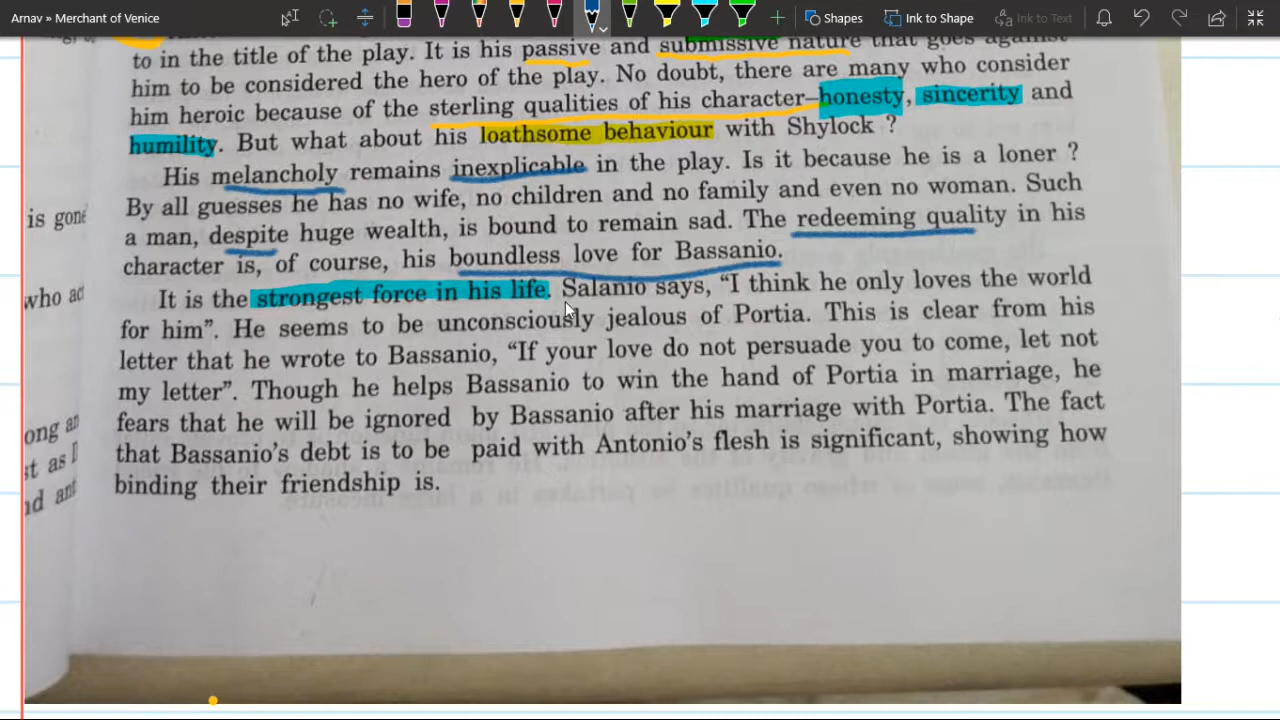 Arnav » Merchant of Venice
Shapes
Ink to Shape
Ink to Text
to in the title of the play. It is his passive and submissive nature that goes against
him to be considered the hero of the play. No doubt, there are many who consider
him heroic because of the sterling qualities of his character–honesty, sincerity and
humility. But what about his loathsome behaviour with Shylock ?
His melancholy remains inexplicable in the play. Is it because he is a loner ?
By all guesses he has no wife, no children and no family and even no woman. Such
a man, despite huge wealth, is bound to remain sad. The redeeming quality in his
character is, of course, his boundless love for Bassanio.
It is the strongest force in his life. Salanio says, “I think he only loves the world
for him”. He seems to be unconsciously jealous of Portia. This is clear from his
letter that he wrote to Bassanio, “If your love do not persuade you to come, let not
my letter”. Though he helps Bassanio to win the hand of Portia in marriage, he
fears that he will be ignored by Bassanio after his marriage with Portia. The fact
that Bassanio’s debt is to be paid with Antonio’s flesh is significant, showing how
binding their friendship is.
is gone
who